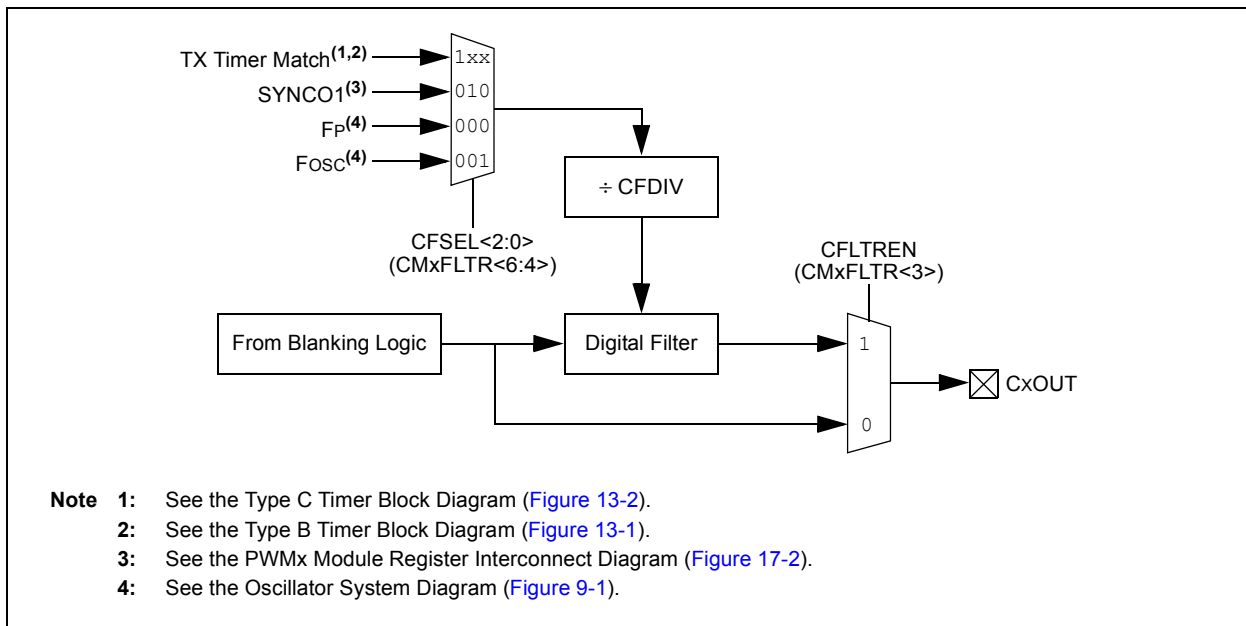 TX Timer Match(1,2)
SYNCO1(3)
FP(4)
FOSC(4)
1xx
010
000
001
÷ CFDIV
CFSEL<2:0>
(CMxFLTR<6:4>)
CFLTREN
(CMxFLTR<3>)
From Blanking Logic
Digital Filter
1
0
CxOUT
Note 1: See the Type C Timer Block Diagram (Figure 13-2).
2: See the Type B Timer Block Diagram (Figure 13-1).
3: See the PWMx Module Register Interconnect Diagram (Figure 17-2).
4: See the Oscillator System Diagram (Figure 9-1).